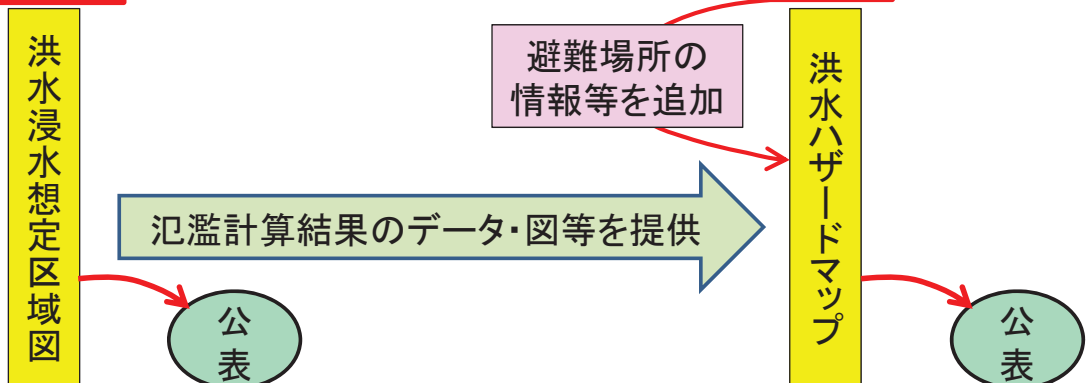 洪水浸水想定区域図
避難場所の
情報等を追加
洪水ハザードマップ
氾濫計算結果のデータ・図等を提供
公表
公表